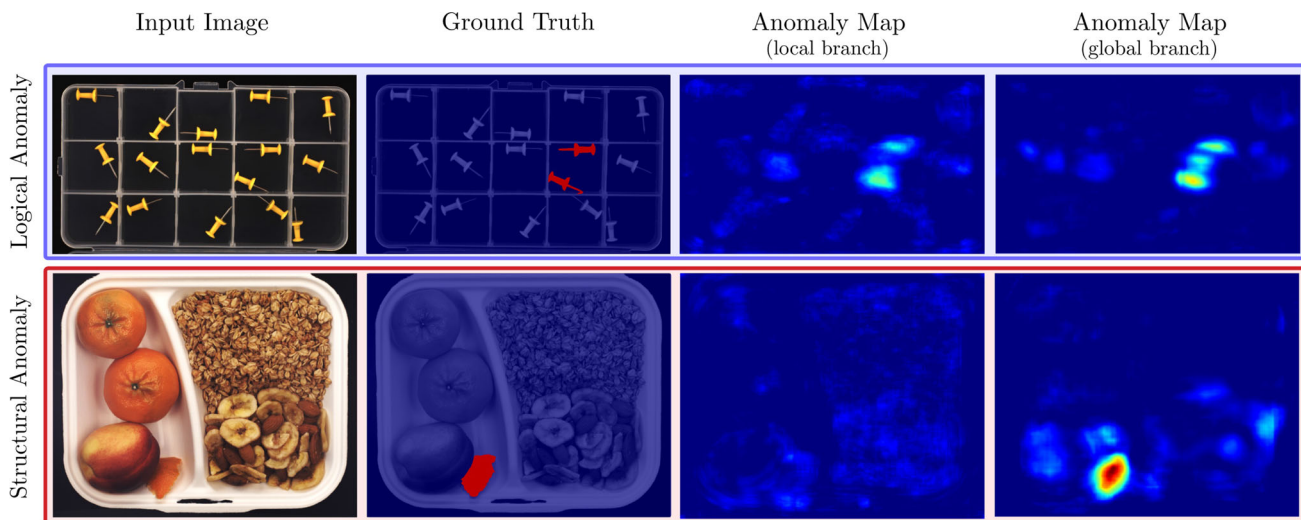 Input Image
Ground Truth
Anomaly Map
(local branch)
Anomaly Map
(global branch)
Logical Anomaly
Structural Anomaly